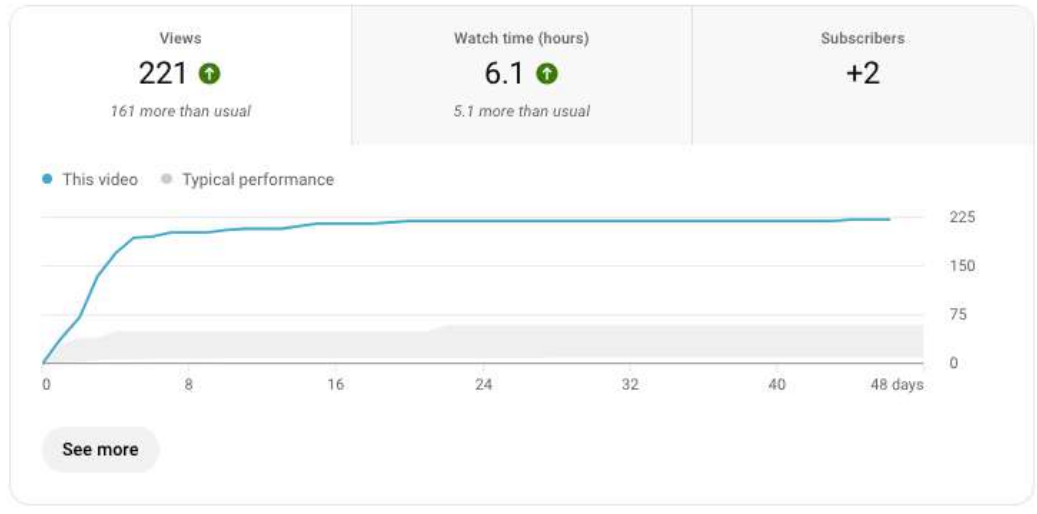 Views
221
161 more than usual
Watch time (hours)
6.1
5.1 more than usual
Subscribers
+2
This video
Typical performance
225
150
75
0
0 8 16 24 32 40 48 days
See more